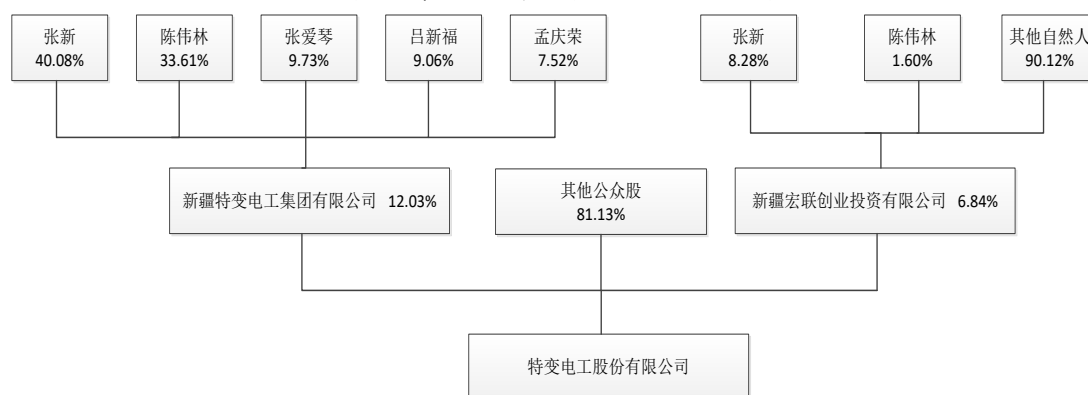 张新
40.08%
陈伟林
33.61%
张爱琴
9.73%
吕新福
9.06%
孟庆荣
7.52%
张新
8.28%
陈伟林
1.60%
其他自然人
90.12%
新疆特变电工集团有限公司 12.03%
其他公众股
81.13%
新疆宏联创业投资有限公司 6.84%
特变电工股份有限公司